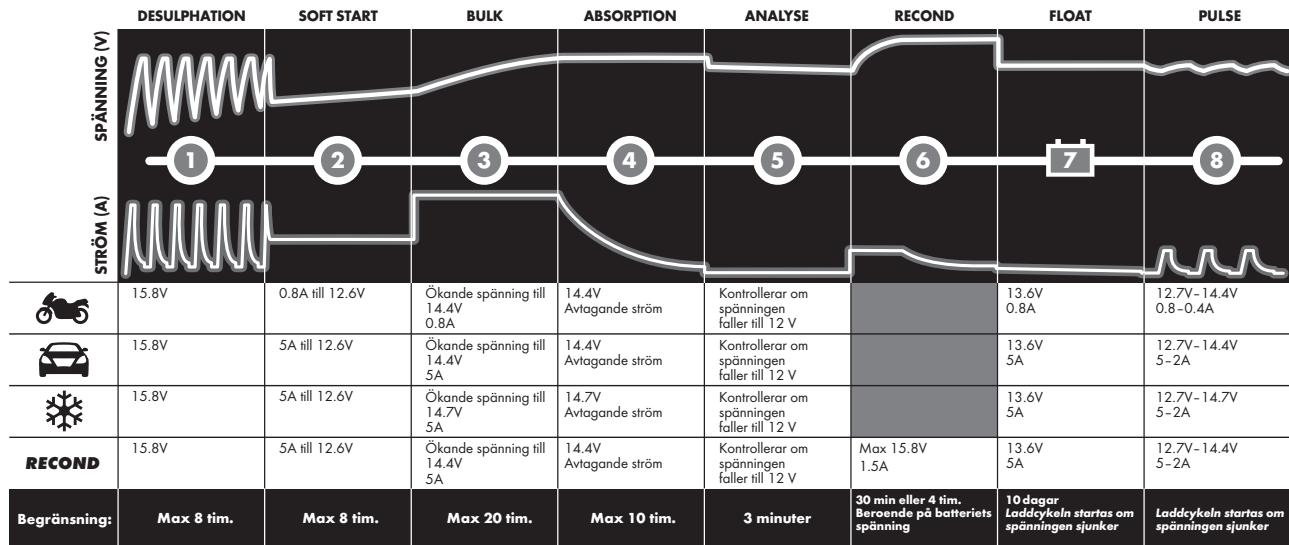 DESULPHATION SOFT START BULK ABSORPTION ANALYSE RECOND FLOAT PULSE
SPÄNNING (V)
1 2 3 4 5 6 7 8
STRÖM (A)
15.8V 0.8A till 12.6V Ökande spänning till 14.4V Kontrollerar om 13.6V 12.7V–14.4V
14.4V Avtagande ström spänningen 0.8A 0.8–0.4A
0.8A faller till 12 V
15.8V 5A till 12.6V Ökande spänning till 14.4V Kontrollerar om 13.6V 12.7V–14.4V
14.4V Avtagande ström spänningen 5A 5–2A
5A faller till 12 V
15.8V 5A till 12.6V Ökande spänning till 14.7V Kontrollerar om 13.6V 12.7V–14.7V
14.7V Avtagande ström spänningen 5A 5–2A
5A faller till 12 V
RECOND 15.8V 5A till 12.6V Ökande spänning till 14.4V Kontrollerar om Max 15.8V 13.6V 12.7V–14.4V
14.4V Avtagande ström spänningen 1.5A 5A 5–2A
5A faller till 12 V
Begränsning: Max 8 tim. Max 8 tim. Max 20 tim. Max 10 tim. 3 minuter 30 min eller 4 tim. 10 dagar Laddcykeln startas om
Beroende på batteriets Laddcykeln startas om spänningen sjunker
spänning spänningen sjunker